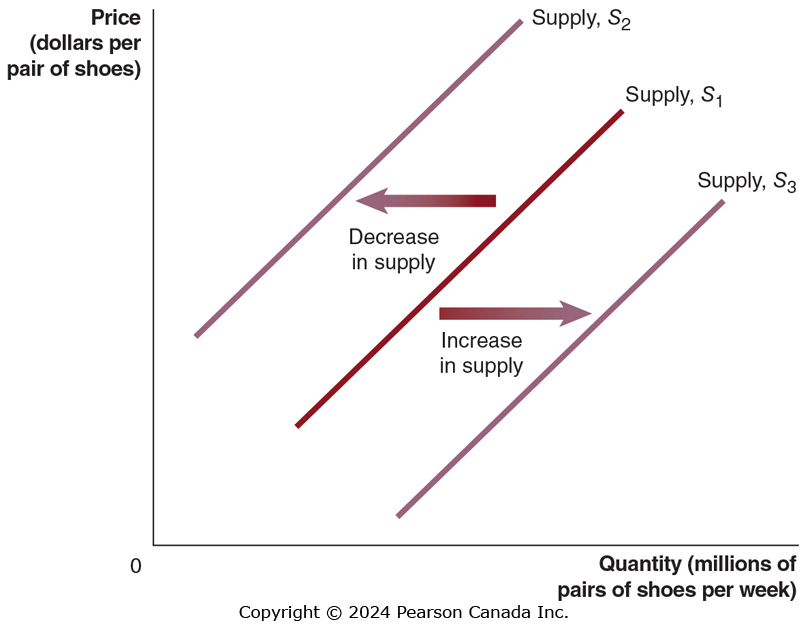 Price
(dollars per
pair of shoes)
Supply, S2
Supply, S1
Supply, S3
Decrease
in supply
Increase
in supply
0
Quantity (millions of
pairs of shoes per week)
Copyright © 2024 Pearson Canada Inc.